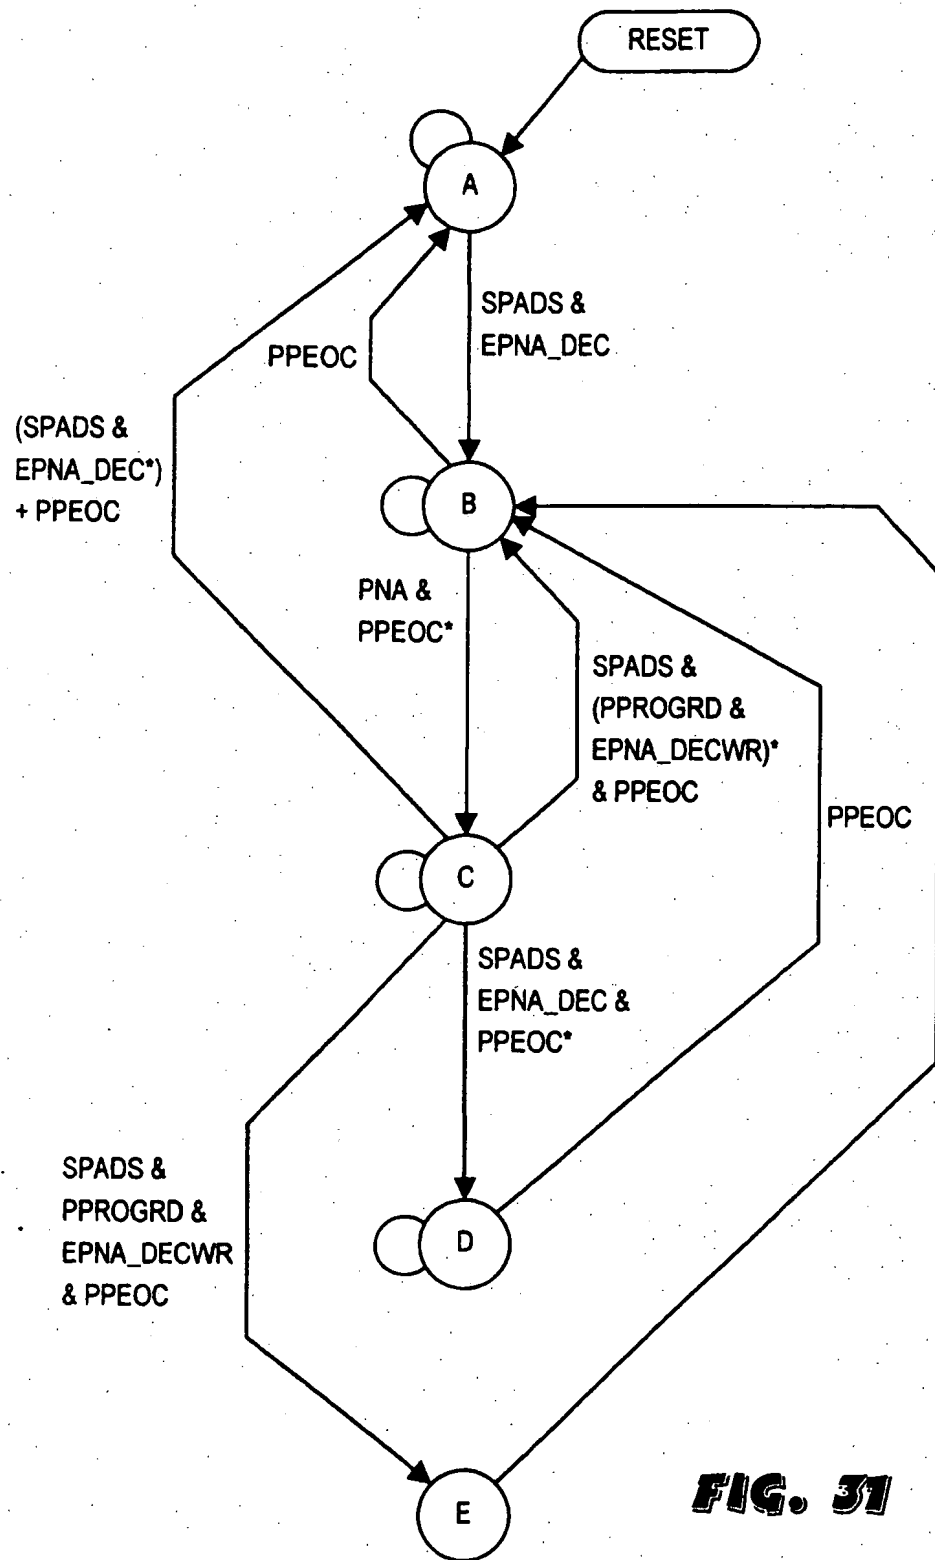 RESET
A
SPADS &
EPNA_DEC
PPEOC
(SPADS &
EPNA_DEC*)
+ PPEOC
B
PNA &
PPEOC*
SPADS &
(PPROGRD &
EPNA_DECWR)*
& PPEOC
PPEOC
C
SPADS &
EPNA_DEC &
PPEOC*
SPADS &
PPROGRD &
EPNA_DECWR
& PPEOC
D
E
FIG. 31